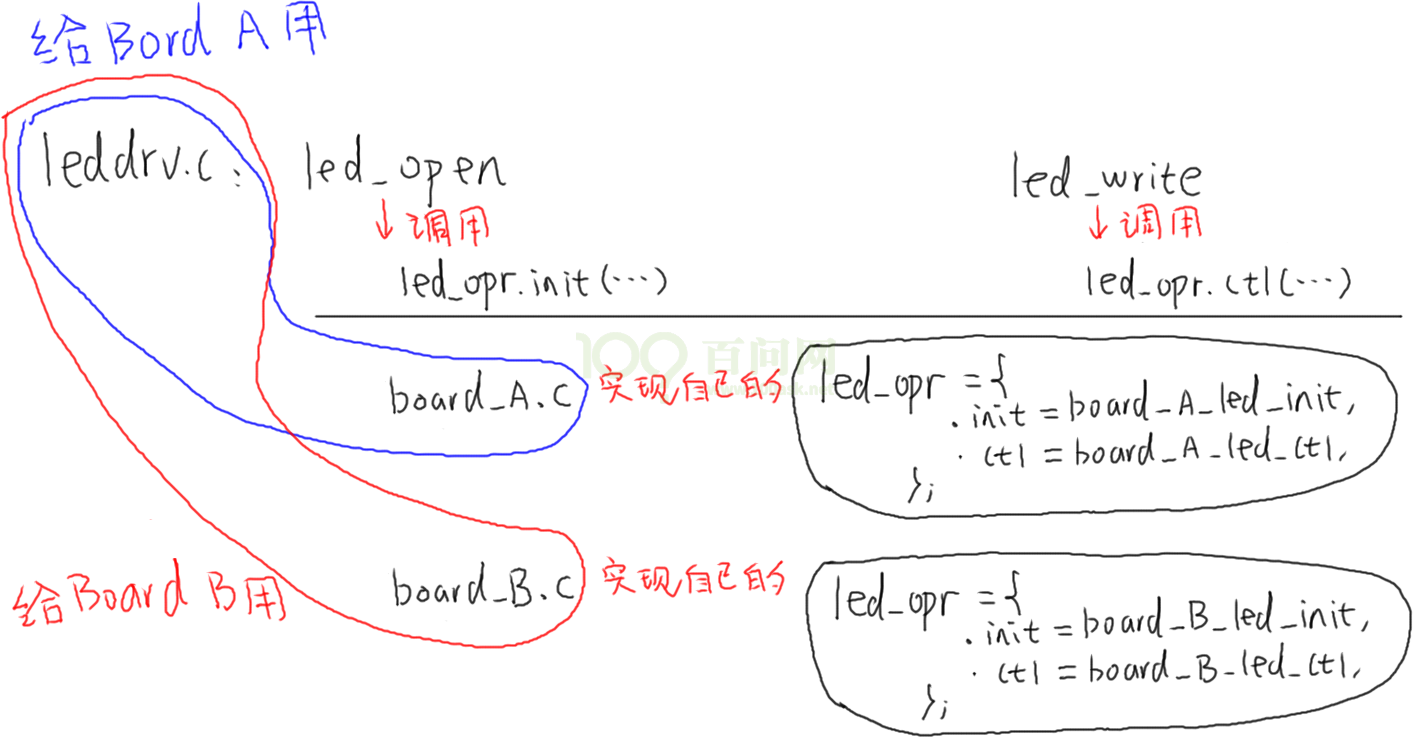 给Bord A用
leddrv.c: led_open led_write
↓调用 ↓调用
led_opr.init(…) led_opr.ctl(…)
100 百问网
board_A.c 实现自己的 led_opr = {
.init = board_A_led_init,
.ctl = board_A_led_ctl,
};
给Board B用 board_B.c 实现自己的 led_opr = {
.init = board_B_led_init,
.ctl = board_B_led_ctl,
};